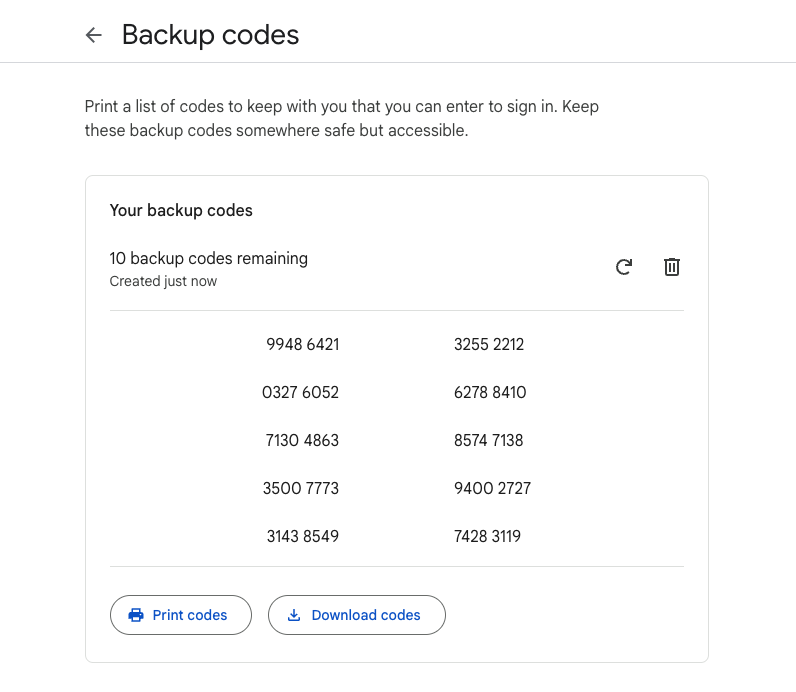 Backup codes
Print a list of codes to keep with you that you can enter to sign in. Keep
these backup codes somewhere safe but accessible.
Your backup codes
10 backup codes remaining
Created just now
9948 6421 3255 2212
0327 6052 6278 8410
7130 4863 8574 7138
3500 7773 9400 2727
3143 8549 7428 3119
Print codes Download codes